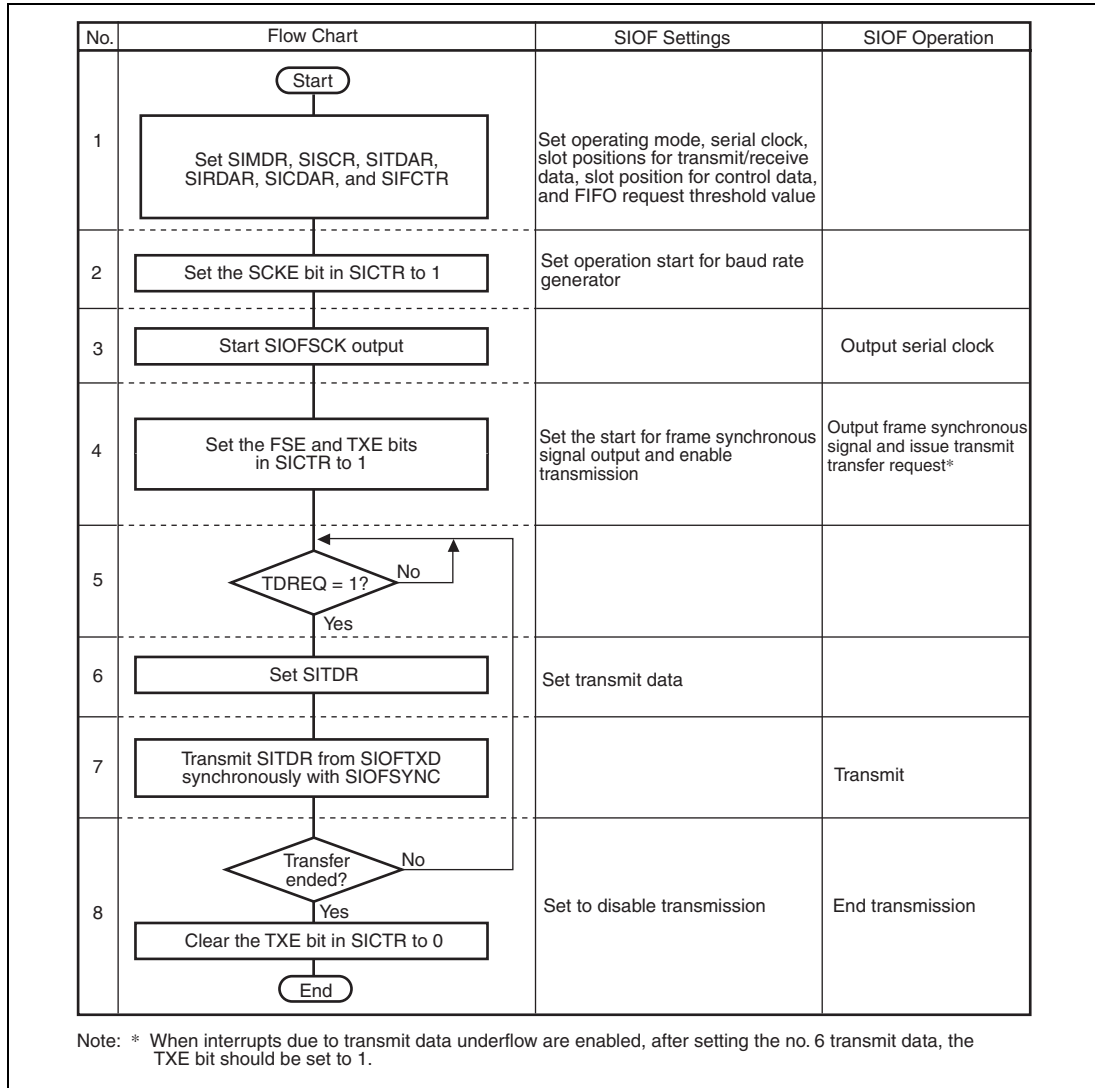 No. Flow Chart SIOF Settings SIOF Operation
Start
1
Set SIMDR, SISCR, SITDAR,
SIRDAR, SICDAR, and SIFCTR
Set operating mode, serial clock,
slot positions for transmit/receive
data, slot position for control data,
and FIFO request threshold value
2
Set the SCKE bit in SICTR to 1
Set operation start for baud rate
generator
3
Start SIOFSCK output
Output serial clock
4
Set the FSE and TXE bits
in SICTR to 1
Set the start for frame synchronous
signal output and enable
transmission
Output frame synchronous
signal and issue transmit
transfer request*
5
TDREQ = 1?
No
Yes
6
Set SITDR
Set transmit data
7
Transmit SITDR from SIOFTXD
synchronously with SIOFSYNC
Transmit
8
Transfer
ended?
No
Yes
Clear the TXE bit in SICTR to 0
End
Set to disable transmission
End transmission
Note: * When interrupts due to transmit data underflow are enabled, after setting the no. 6 transmit data, the
TXE bit should be set to 1.